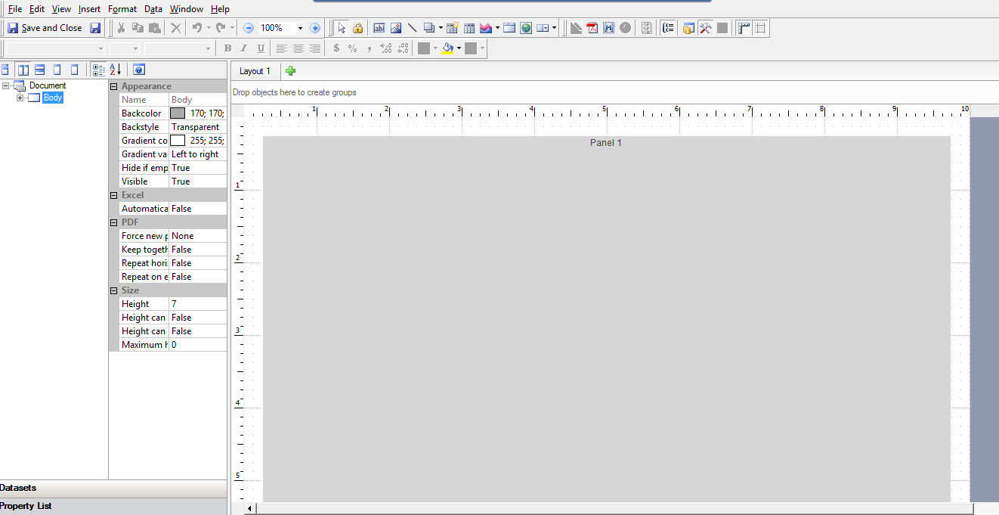 File Edit View Insert Format Data Window Help
Save and Close 100%
B I U $ % ,
Layout 1
Document
Body
Drop objects here to create groups
Appearance
Name Body
Backcolor 170; 170;
Backstyle Transparent
Gradient co 255; 255;
Gradient va Left to right
Hide if emp True
Visible True
Excel
Automatica False
PDF
Force new p None
Keep togeth False
Repeat hori: False
Repeat on e False
Size
Height 7
Height can False
Height can False
Maximum h 0
Datasets
Property List
1 2 3 4 5 6 7 8 9 10
Panel 1
1
2
3
4
5